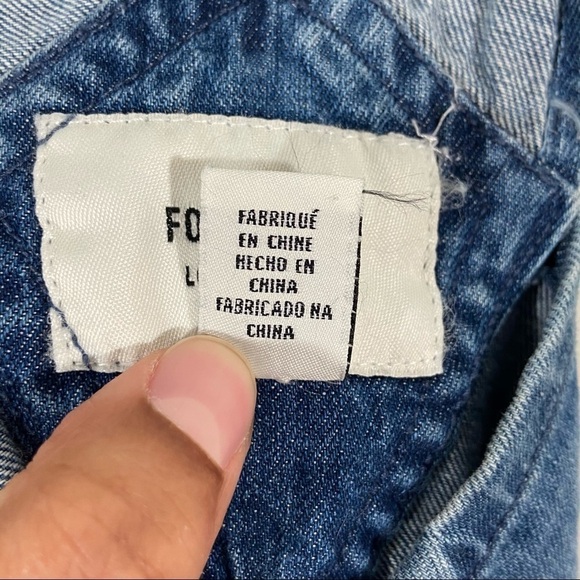 FO
L
FABRIQUÉ
EN CHINE
HECHO EN
CHINA
FABRICADO NA
CHINA